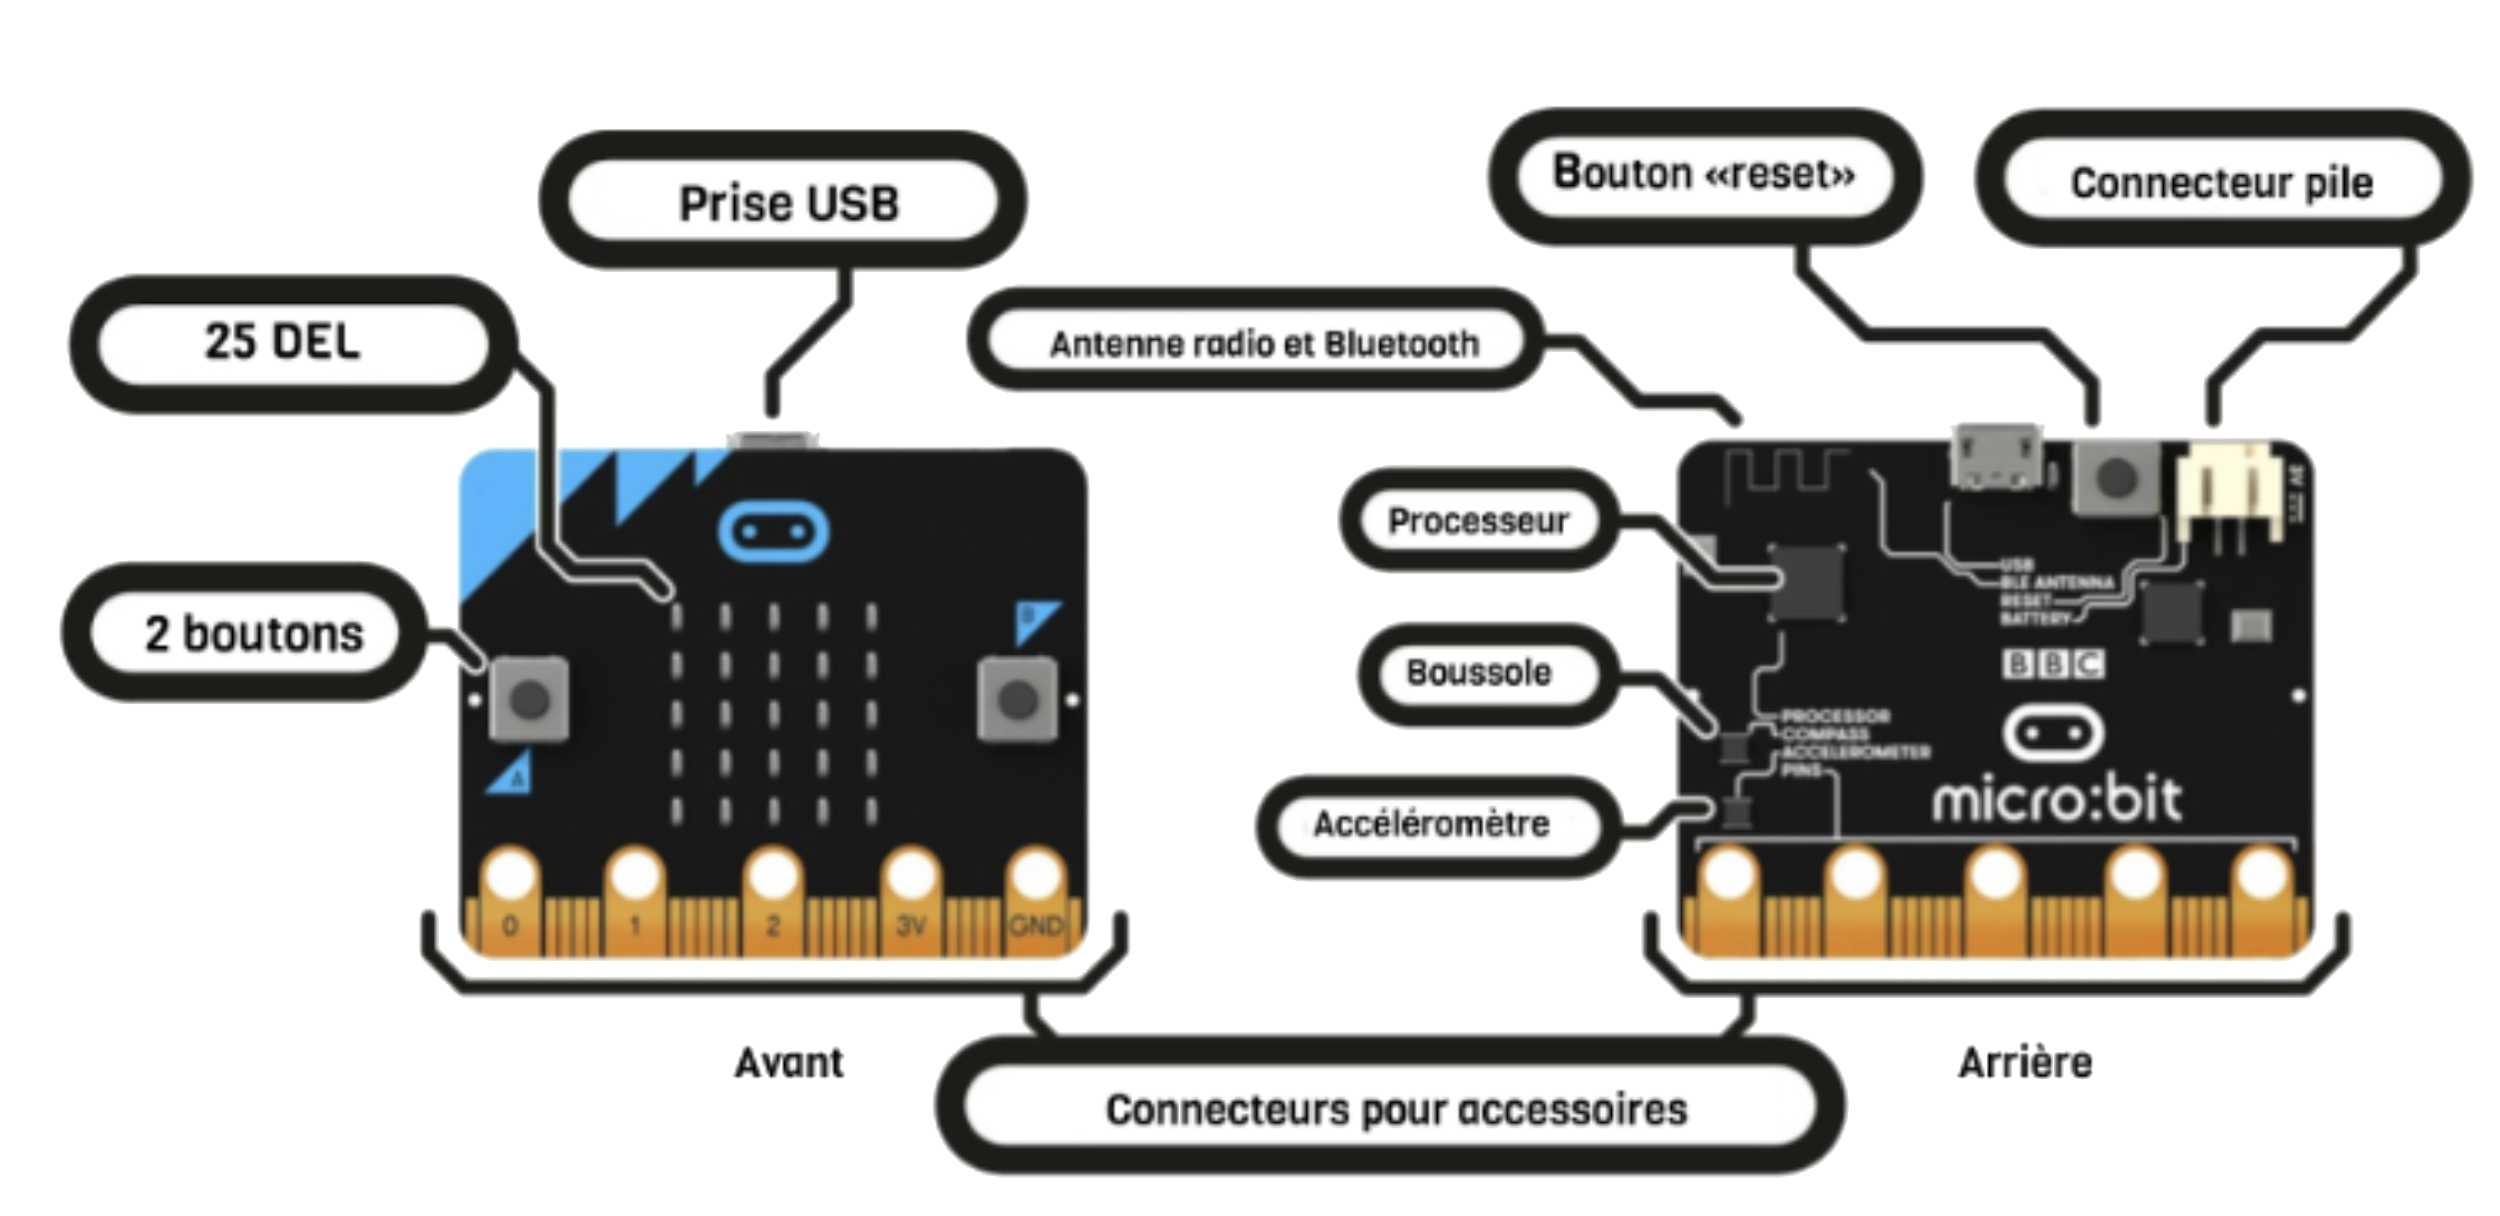 Prise USB
25 DEL
2 boutons
B
A
0 1 2 3V GND
Avant
Bouton «reset»
Connecteur pile
Antenne radio et Bluetooth
Processeur
Boussole
Accéléromètre
USB
BLE ANTENNA
RESET
BATTERY
BBC
PROCESSOR
COMPASS
ACCELEROMETER
PINS
micro:bit
Arrière
Connecteurs pour accessoires